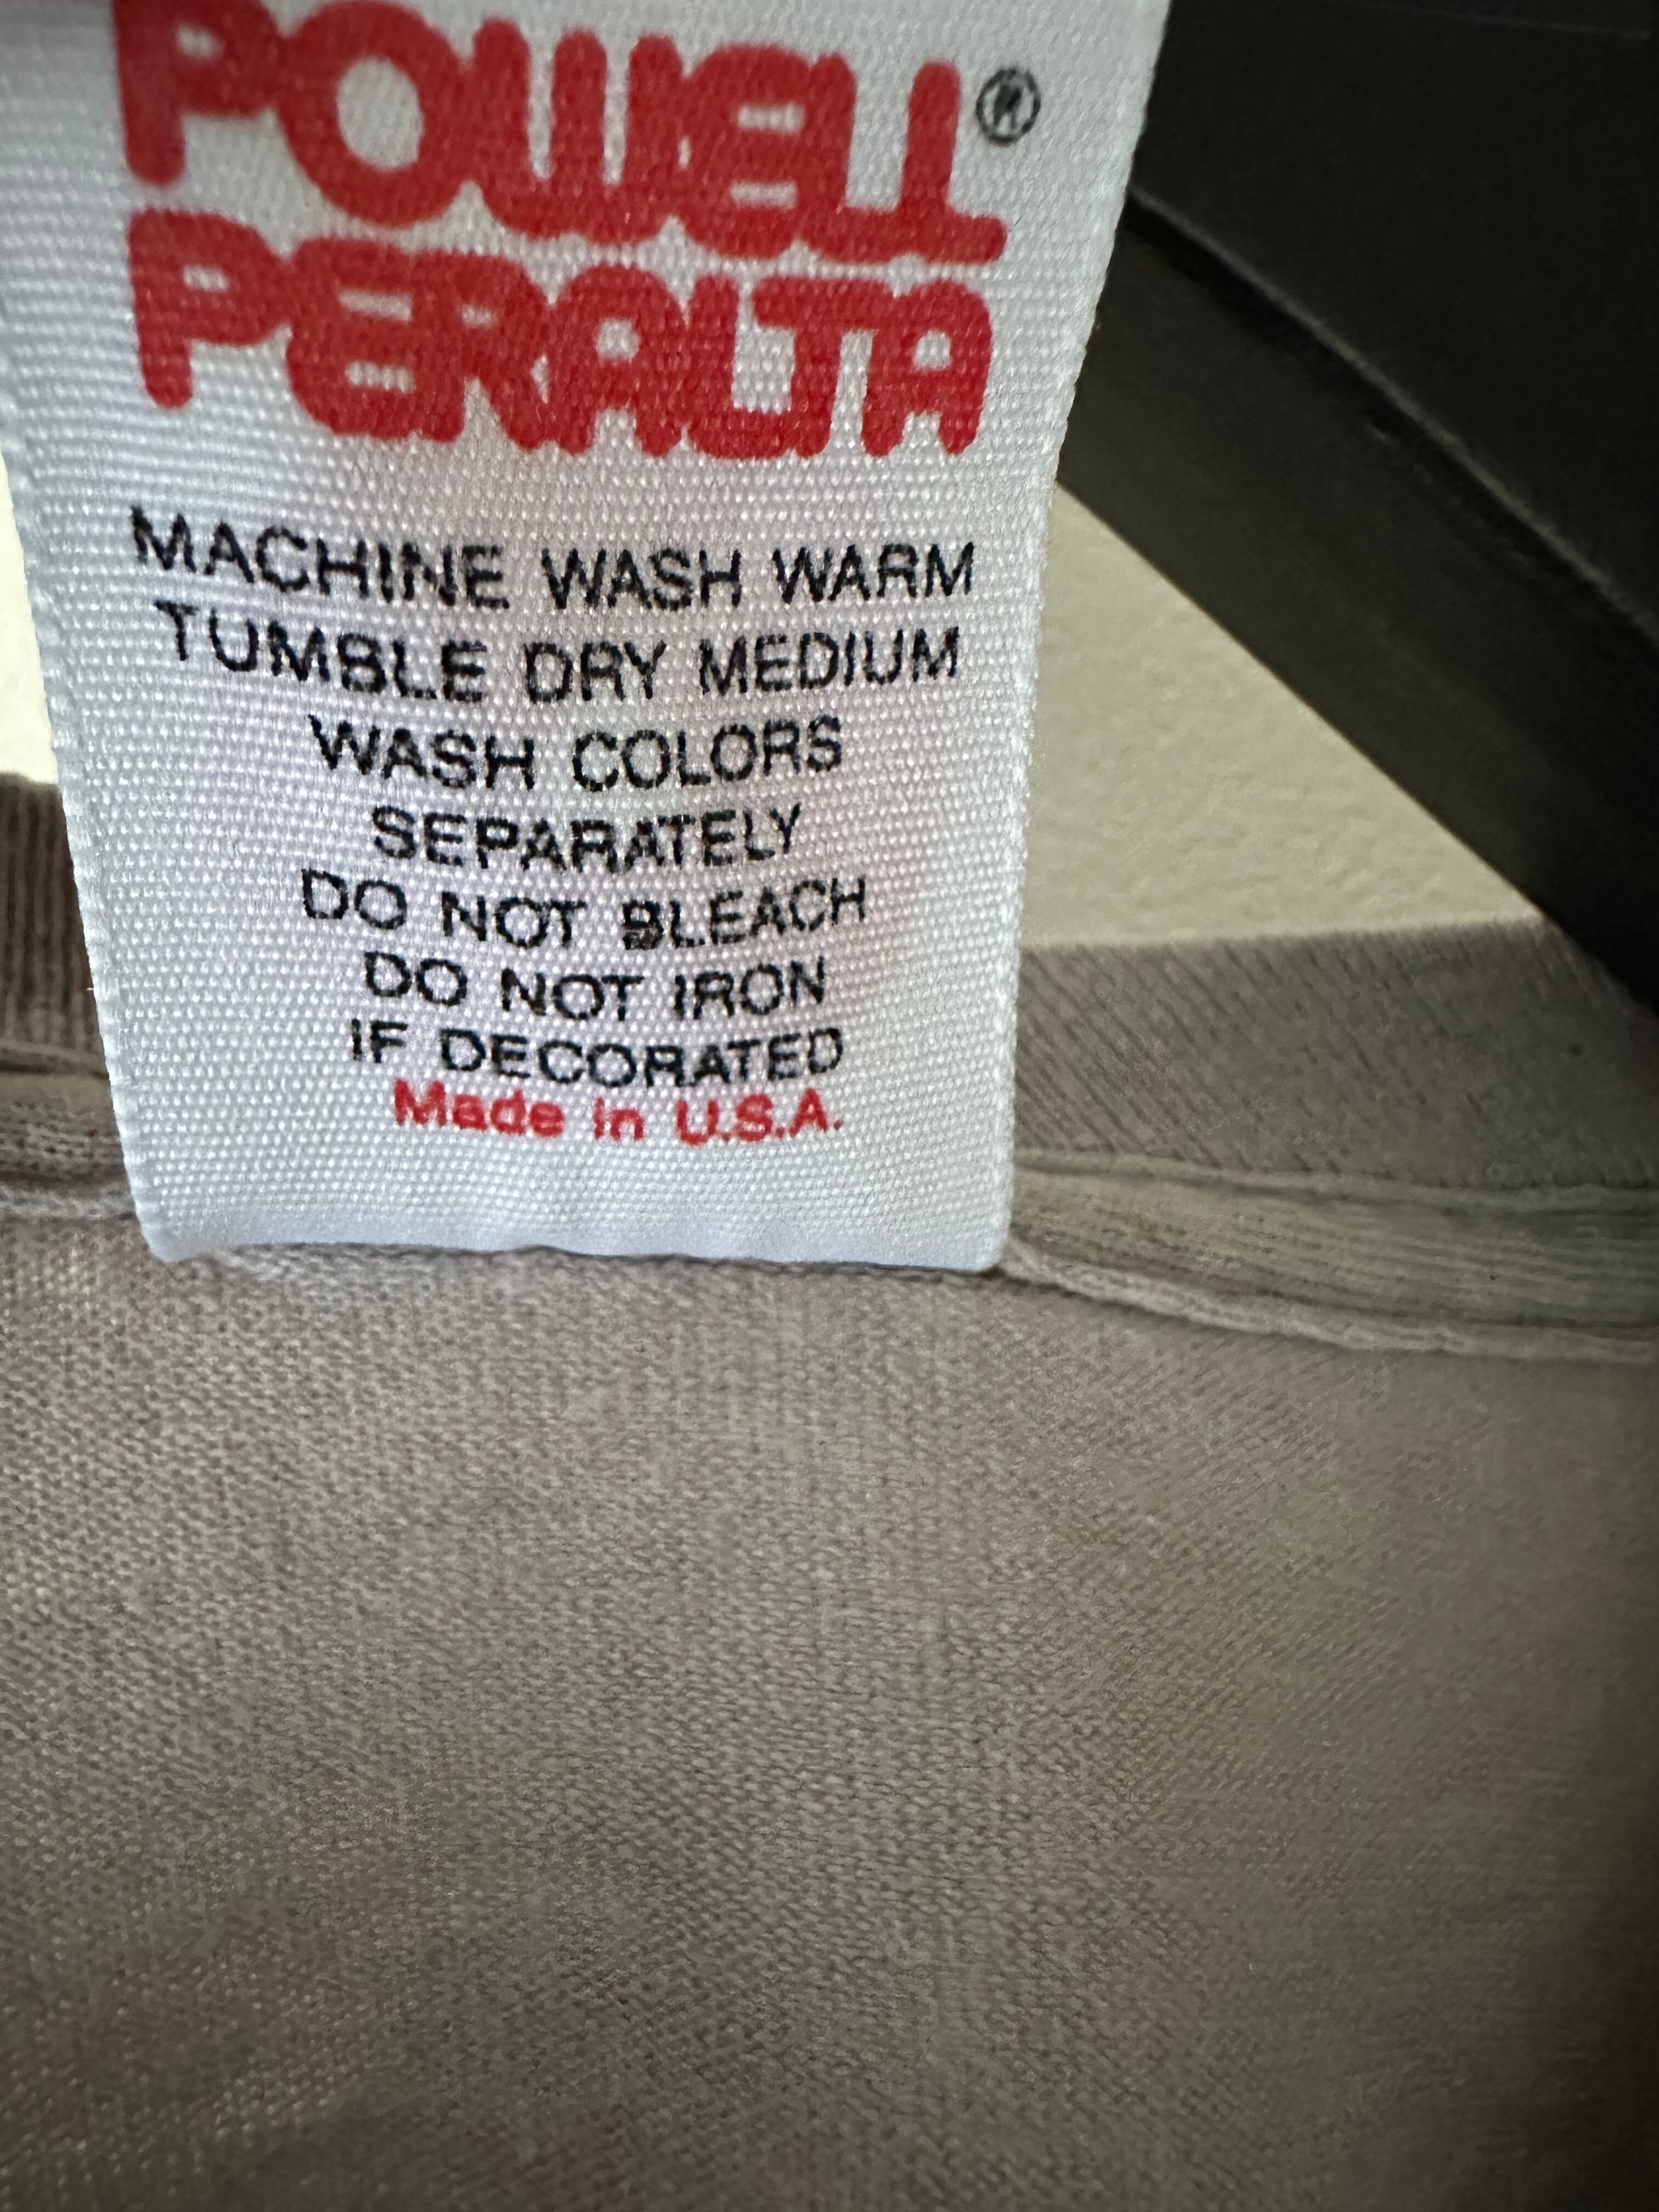 POWELL ®
PERALTA
MACHINE WASH WARM
TUMBLE DRY MEDIUM
WASH COLORS
SEPARATELY
DO NOT BLEACH
DO NOT IRON
IF DECORATED
Made in U.S.A.